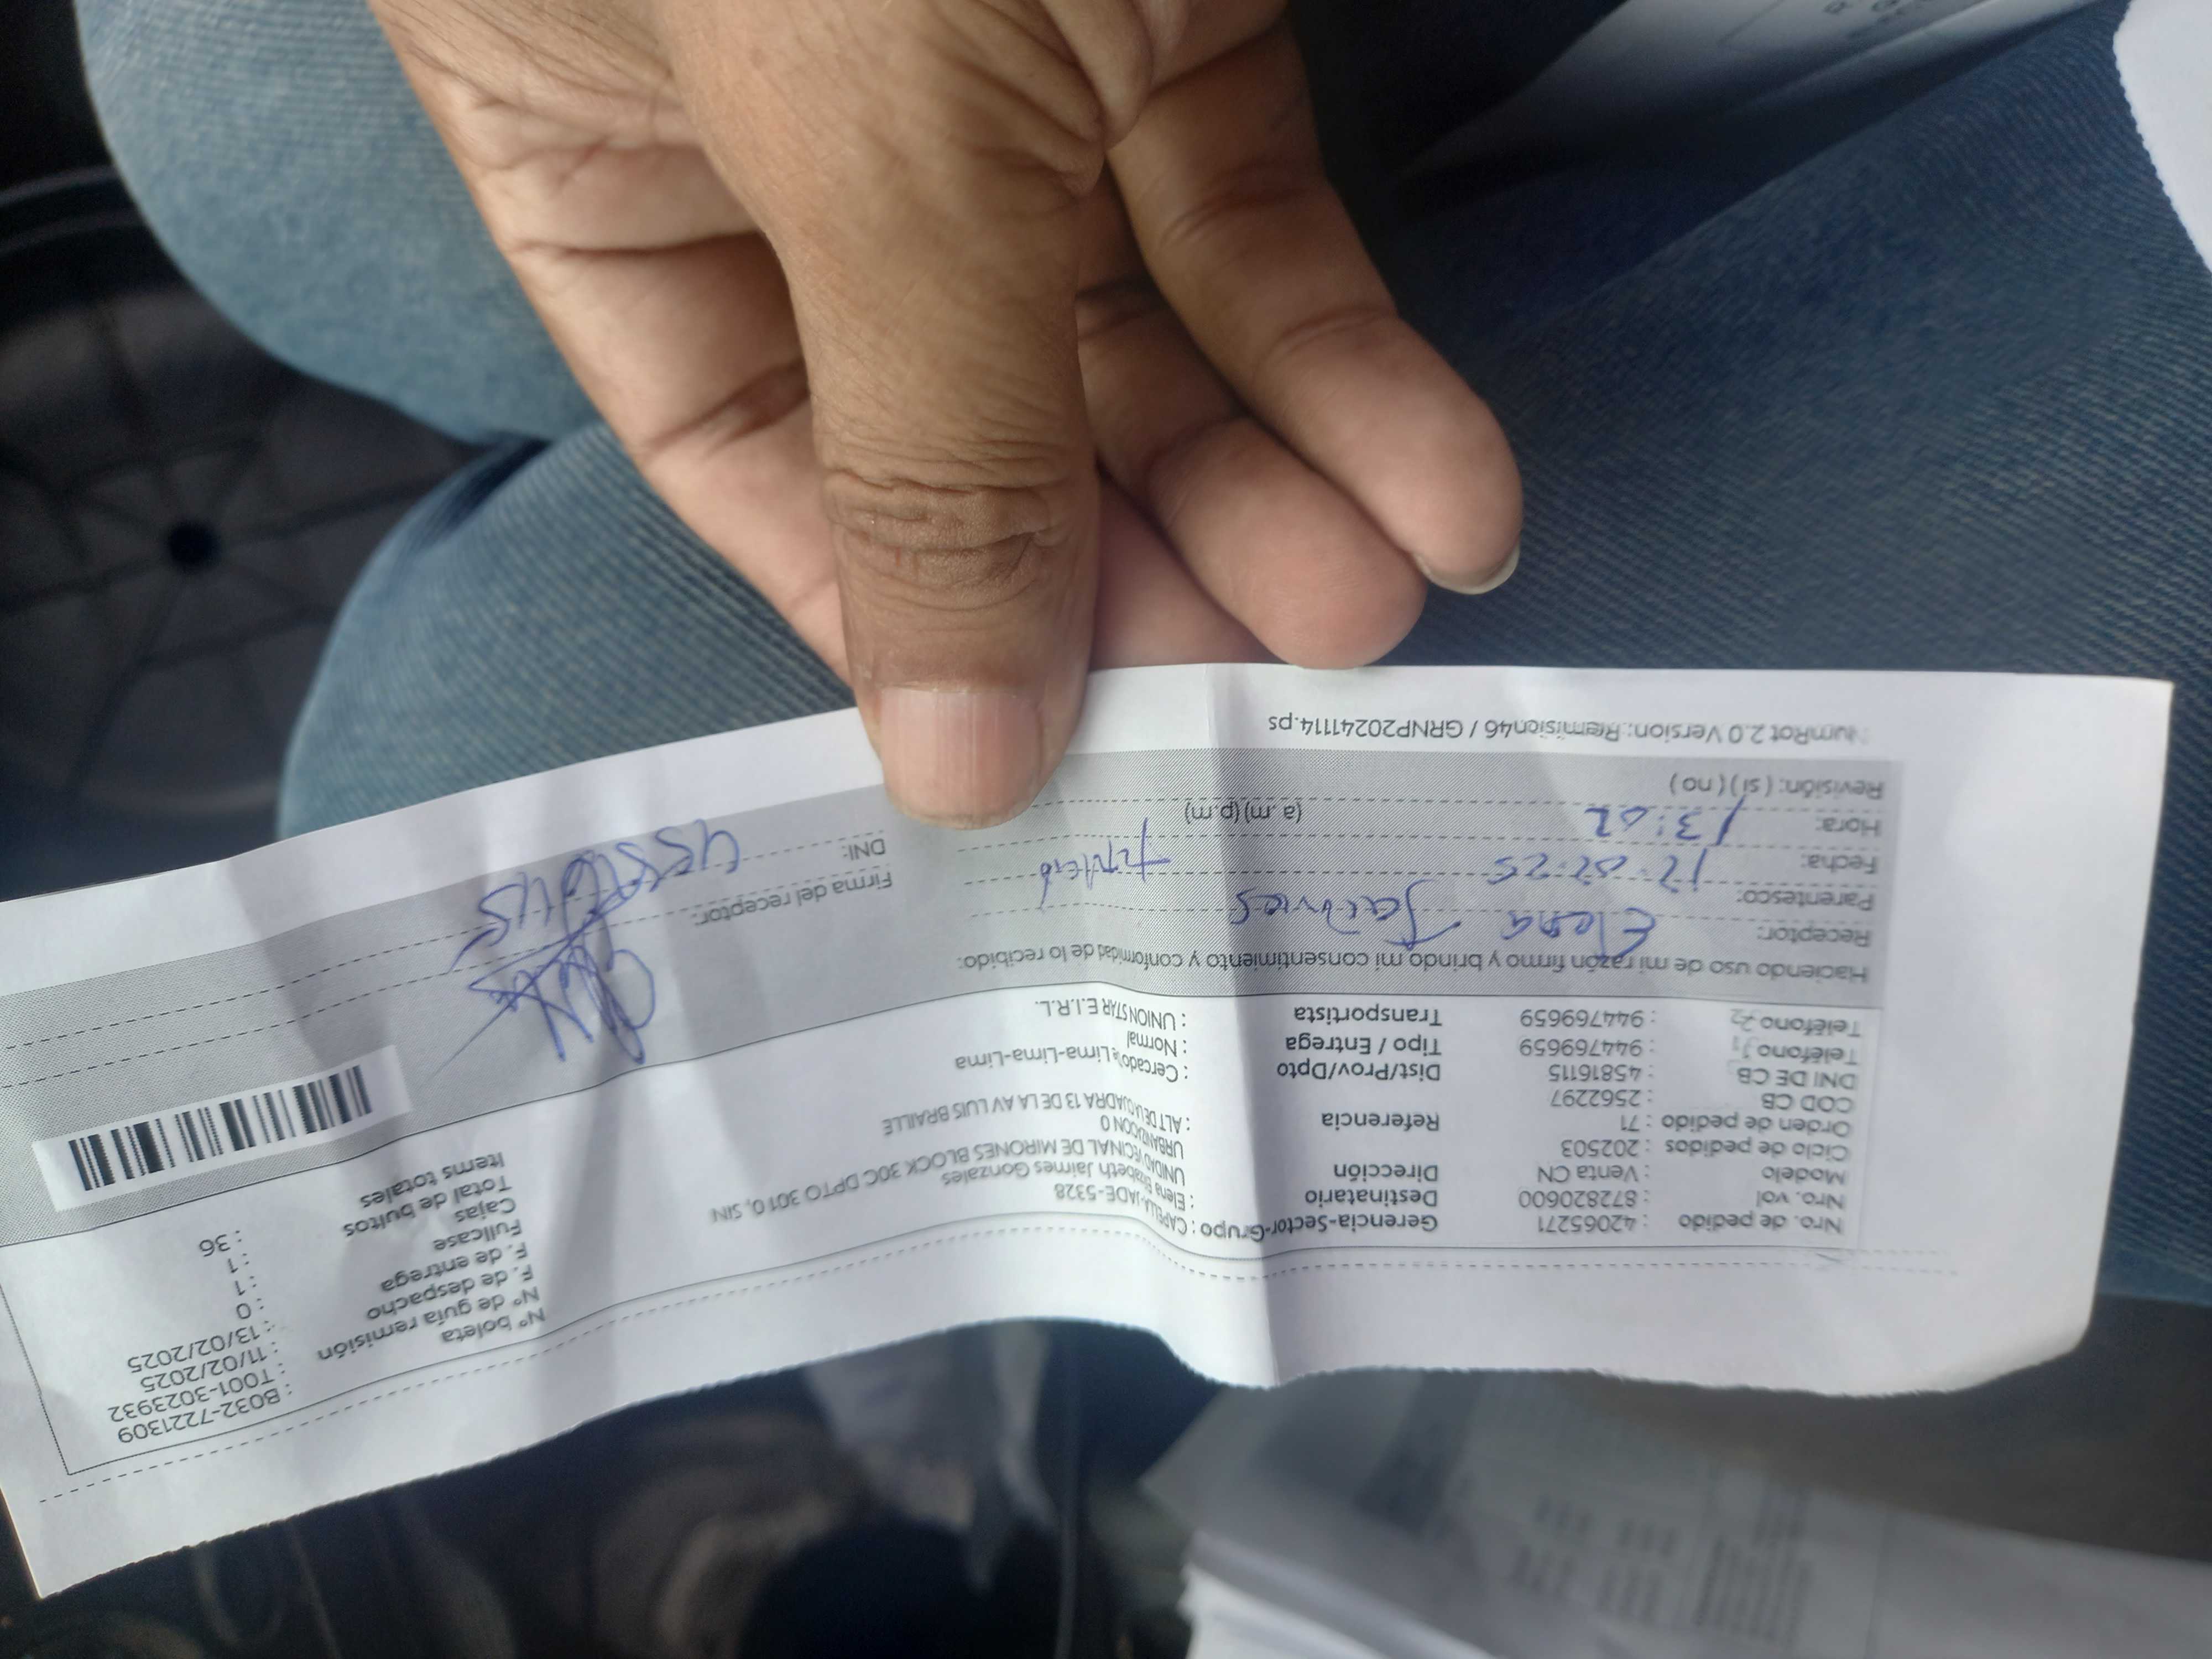 Nº boleta : B032-7221309
Nº de guía remisión : T001-3023932
F. de despacho : 11/02/2025
F. de entrega : 13/02/2025
Fullcase : 0
Cajas : 1
Total de bultos : 1
Items totales : 36
Nro. de pedido : 42065271
Nro. vol : 872820600
Modelo : Venta CN
Ciclo de pedidos : 202503
Orden de pedido : 71
COD CB : 2562297
DNI DE CB : 45816115
Teléfono 1 : 944769659
Teléfono 2 : 944769659
Gerencia-Sector-Grupo : CAPELLA-JADE-5328
Destinatario : Elena Elizabeth Jaimes Gonzales
Dirección UNIDAD VECINAL DE MIRONES BLOCK 30C DPTO 301 0, SIN
URBANIZCION 0
Referencia : ALT DE LA CUADRA 13 DE LA AV LUIS BRAILLE
Dist/Prov/Dpto : Cercado Lima-Lima-Lima
Tipo / Entrega : Normal
Transportista : UNION STAR E.I.R.L.
Haciendo uso de mi razón firmo y brindo mi consentimiento y conformidad de lo recibido:
Receptor: Elena
Parentesco:
Fecha: 12-02-25
Hora: 13:02 (a.m) (p.m)
Revisión: ( si ) ( no )
Firma del receptor:
DNI:
NumRot 2.0 Version: Remision46 / GRNP20241114.ps